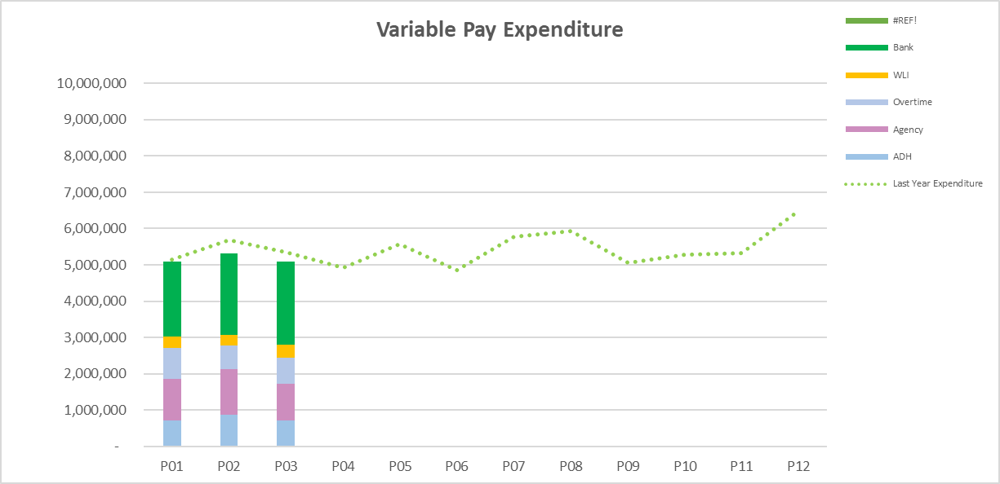 Variable Pay Expenditure
#REF!
Bank
WLI
Overtime
Agency
ADH
Last Year Expenditure
10,000,000
9,000,000
8,000,000
7,000,000
6,000,000
5,000,000
4,000,000
3,000,000
2,000,000
1,000,000
-
P01 P02 P03 P04 P05 P06 P07 P08 P09 P10 P11 P12